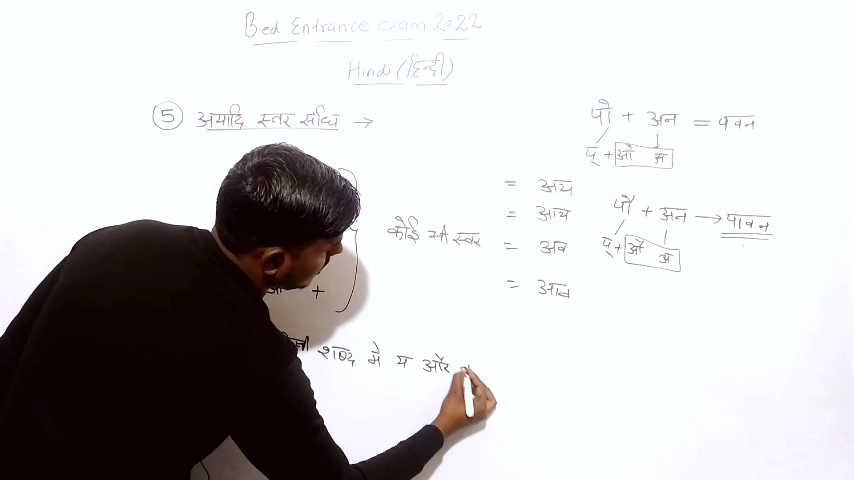 B.ed Entrance Exam 2022
Hindi (हिन्दी)
⑤ अयादि स्वर सन्धि →
पो + अन = पवन
प् + ओ अ
= अय
= आय
कोई भी स्वर = अव
= आव
पौ + अन → पावन
प् + औ अ
+
शब्द मे य और